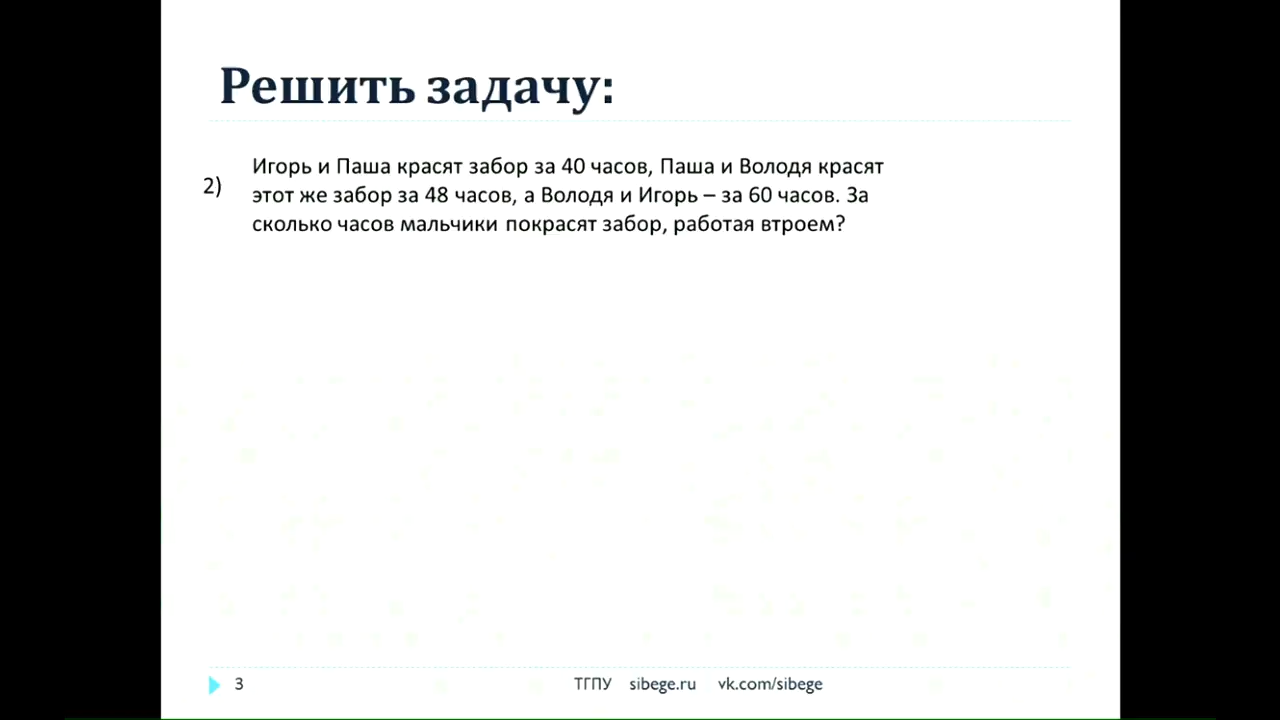 Решить задачу:
2)
Игорь и Паша красят забор за 40 часов, Паша и Володя красят
этот же забор за 48 часов, а Володя и Игорь – за 60 часов. За
сколько часов мальчики покрасят забор, работая втроем?
3 ТГПУ sibege.ru vk.com/sibege